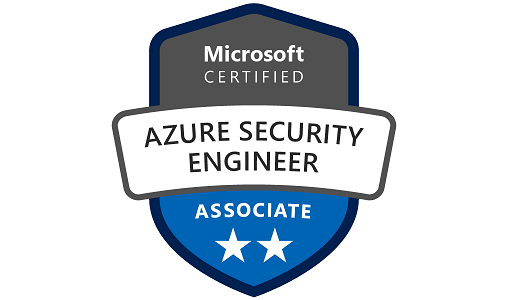 Microsoft
CERTIFIED
AZURE SECURITY
ENGINEER
ASSOCIATE